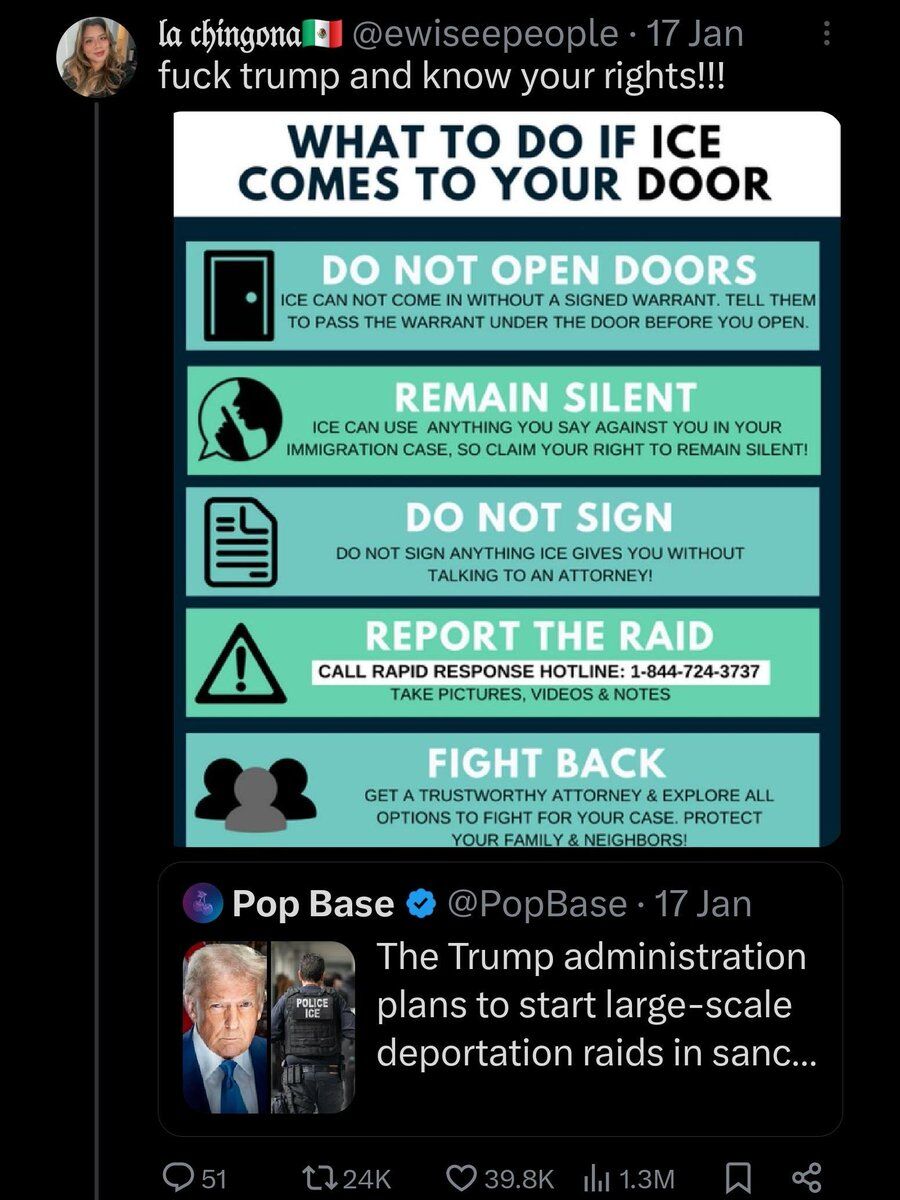 la chingona🇲🇽 @ewiseepeople · 17 Jan
fuck trump and know your rights!!!
WHAT TO DO IF ICE
COMES TO YOUR DOOR
DO NOT OPEN DOORS
ICE CAN NOT COME IN WITHOUT A SIGNED WARRANT. TELL THEM
TO PASS THE WARRANT UNDER THE DOOR BEFORE YOU OPEN.
REMAIN SILENT
ICE CAN USE ANYTHING YOU SAY AGAINST YOU IN YOUR
IMMIGRATION CASE, SO CLAIM YOUR RIGHT TO REMAIN SILENT!
DO NOT SIGN
DO NOT SIGN ANYTHING ICE GIVES YOU WITHOUT
TALKING TO AN ATTORNEY!
REPORT THE RAID
CALL RAPID RESPONSE HOTLINE: 1-844-724-3737
TAKE PICTURES, VIDEOS & NOTES
FIGHT BACK
GET A TRUSTWORTHY ATTORNEY & EXPLORE ALL
OPTIONS TO FIGHT FOR YOUR CASE. PROTECT
YOUR FAMILY & NEIGHBORS!
Pop Base @PopBase · 17 Jan
The Trump administration
plans to start large-scale
deportation raids in sanc...
POLICE
ICE
51 24K 39.8K 1.3M